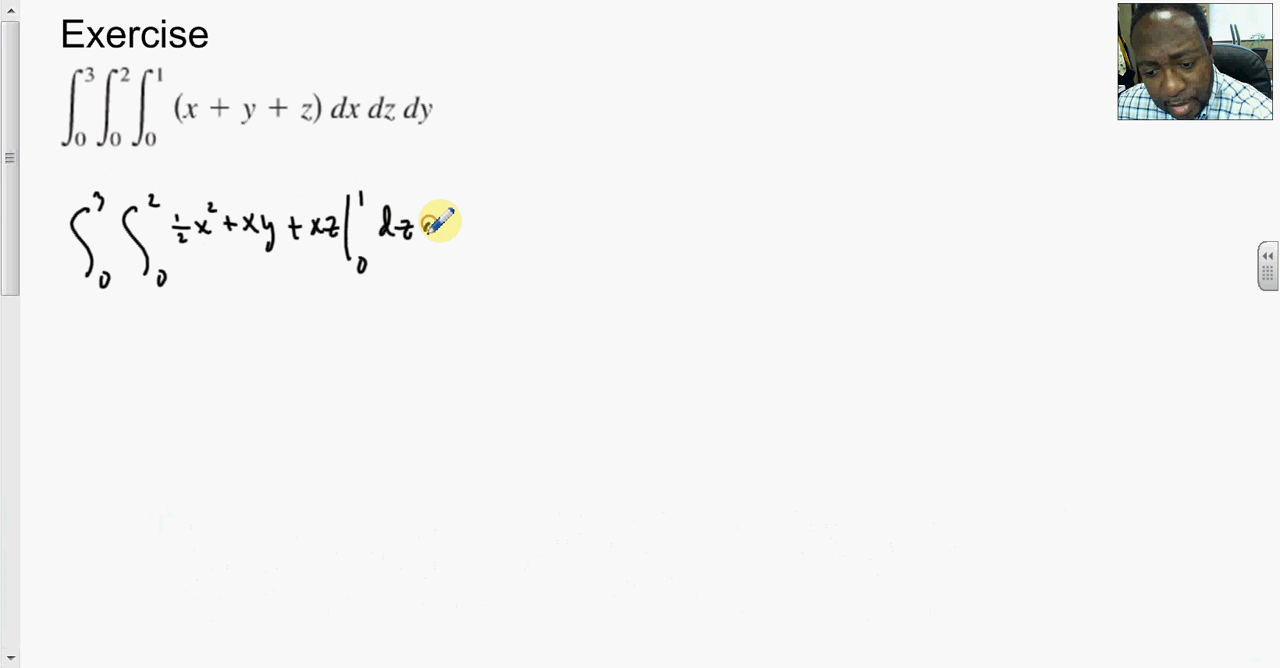 Exercise
∫₀³ ∫₀² ∫₀¹ (x + y + z) dx dz dy
∫₀³ ∫₀² ½x² + xy + xz |₀¹ dz